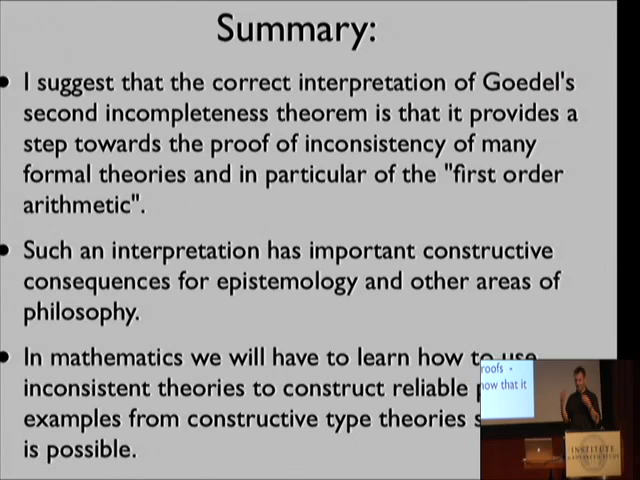 Summary:
• I suggest that the correct interpretation of Goedel's
second incompleteness theorem is that it provides a
step towards the proof of inconsistency of many
formal theories and in particular of the "first order
arithmetic".
• Such an interpretation has important constructive
consequences for epistemology and other areas of
philosophy.
• In mathematics we will have to learn how to use
inconsistent theories to construct reliable
examples from constructive type theories
is possible.
roofs -
now that it
INSTITUTE
ADVANCED STUDY